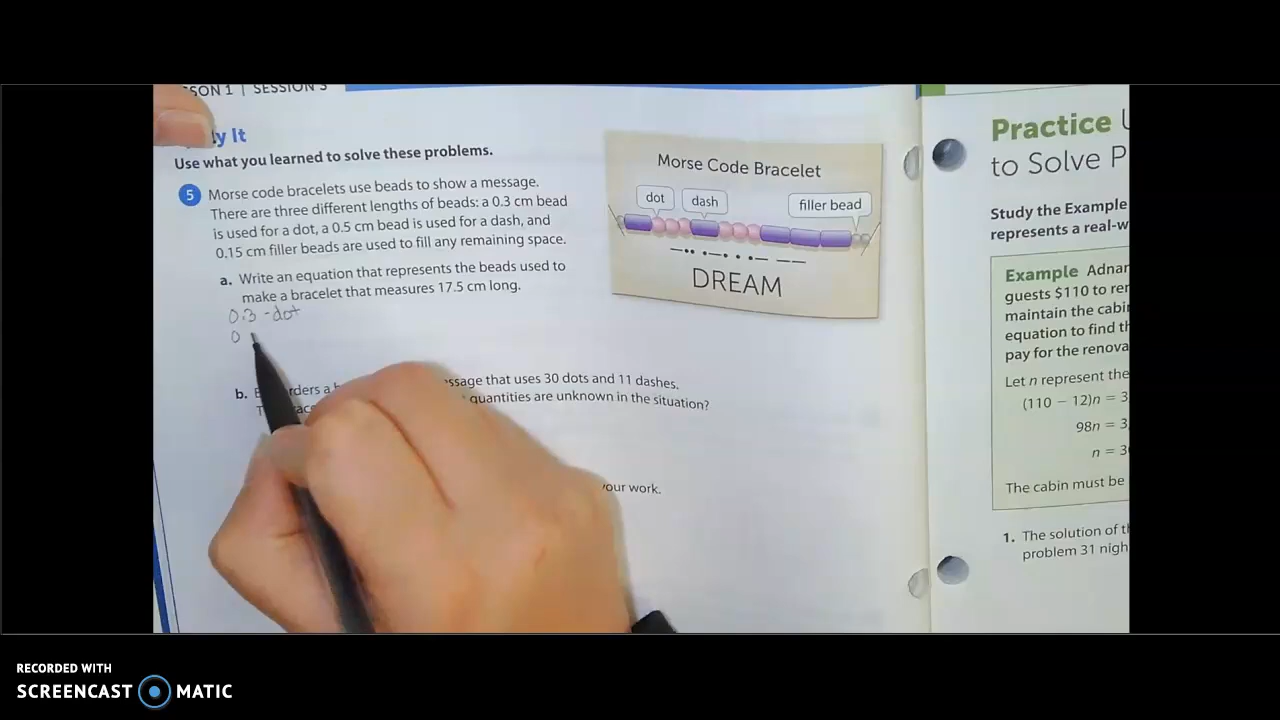 SON 1 | SESSION 3
ly It
Use what you learned to solve these problems.
5 Morse code bracelets use beads to show a message.
There are three different lengths of beads: a 0.3 cm bead
is used for a dot, a 0.5 cm bead is used for a dash, and
0.15 cm filler beads are used to fill any remaining space.
a. Write an equation that represents the beads used to
make a bracelet that measures 17.5 cm long.
0.3 - dot
0
b. rders a
ssage that uses 30 dots and 11 dashes.
quantities are unknown in the situation?
our work.
Morse Code Bracelet
dot
dash
filler bead
—•• •—• • •— ——
DREAM
Practice
to Solve P
Study the Example
represents a real-w
Example Adnar
guests $110 to rer
maintain the cabi
equation to find th
pay for the renova
Let n represent the
(110 − 12)n = 3
98n = 3
n = 3
The cabin must be
1. The solution of th
problem 31 nigh
RECORDED WITH
SCREENCAST MATIC